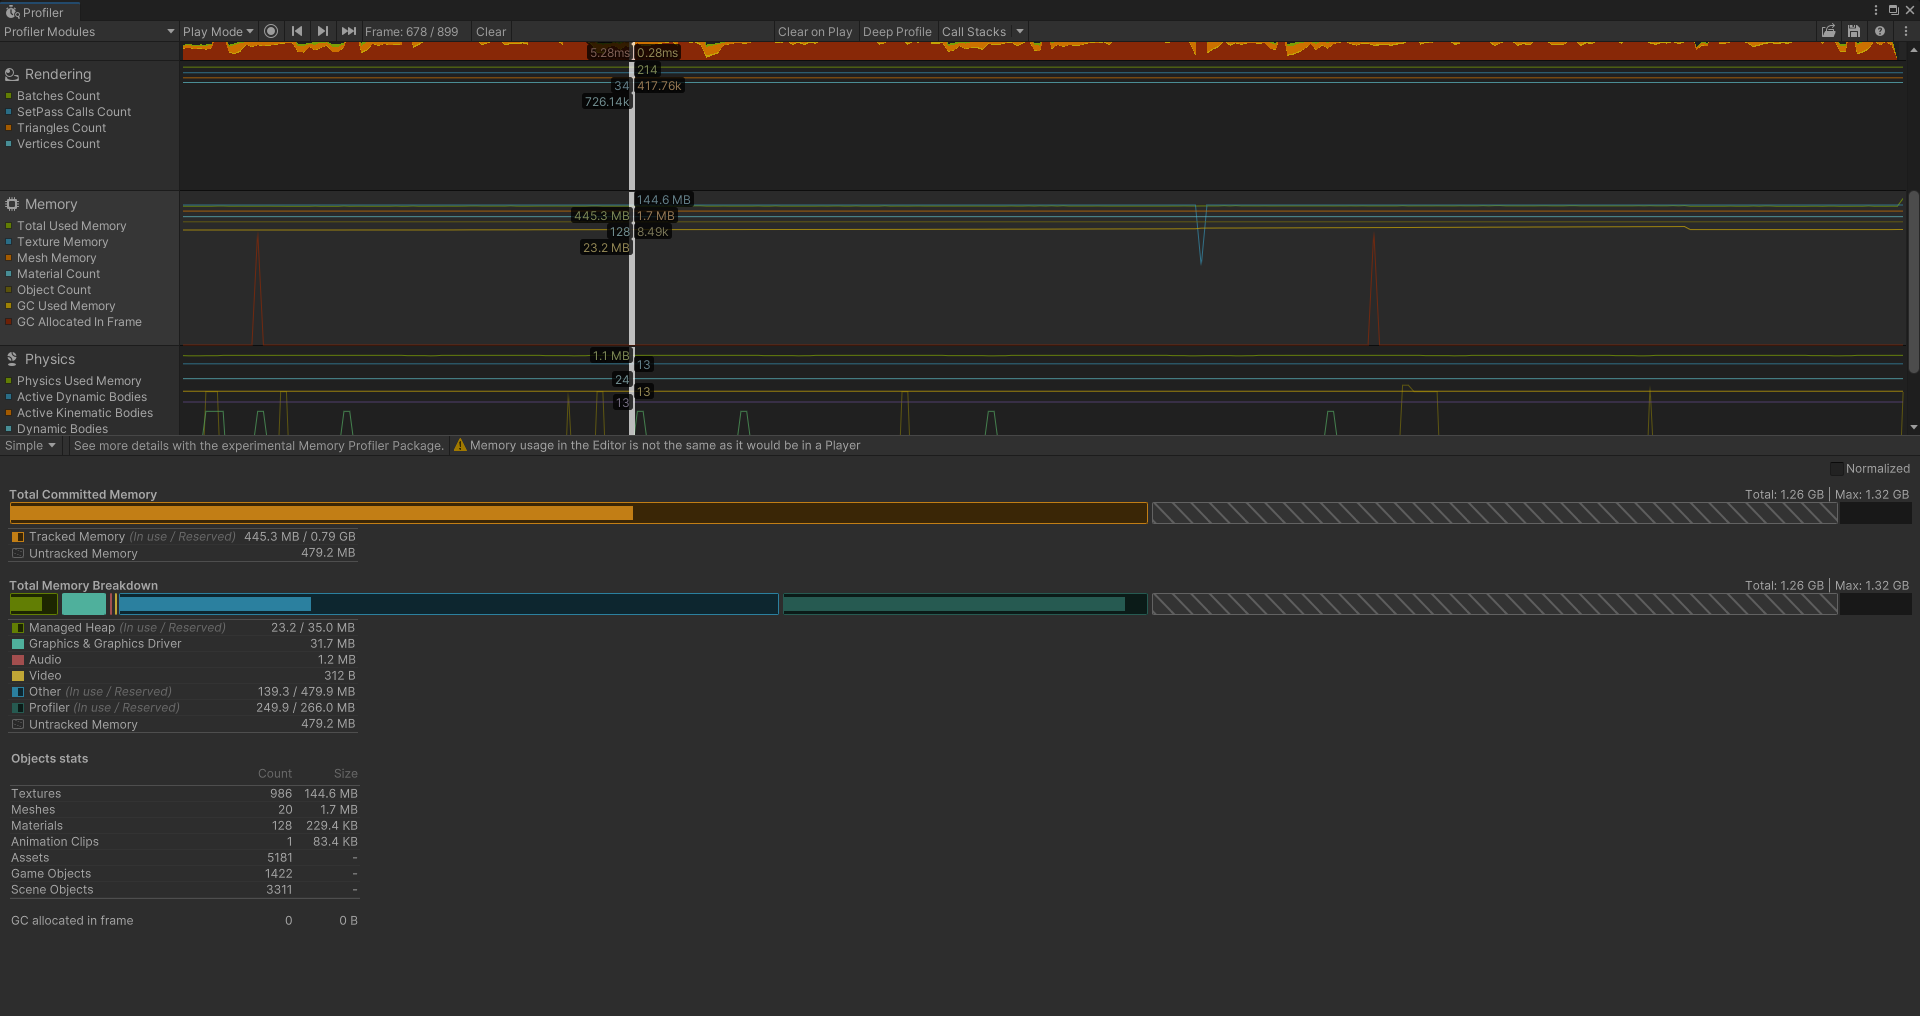 Profiler
Profiler Modules Play Mode Frame: 678 / 899 Clear Clear on Play Deep Profile Call Stacks
5.28ms 0.28ms
Rendering
Batches Count
SetPass Calls Count
Triangles Count
Vertices Count
214
34 417.76k
726.14k
Memory
Total Used Memory
Texture Memory
Mesh Memory
Material Count
Object Count
GC Used Memory
GC Allocated In Frame
144.6 MB
445.3 MB 1.7 MB
128 8.49k
23.2 MB
Physics
Physics Used Memory
Active Dynamic Bodies
Active Kinematic Bodies
Dynamic Bodies
1.1 MB
13
24
13
13
Simple See more details with the experimental Memory Profiler Package. Memory usage in the Editor is not the same as it would be in a Player
Normalized
Total Committed Memory Total: 1.26 GB | Max: 1.32 GB
Tracked Memory (In use / Reserved) 445.3 MB / 0.79 GB
Untracked Memory 479.2 MB
Total Memory Breakdown Total: 1.26 GB | Max: 1.32 GB
Managed Heap (In use / Reserved) 23.2 / 35.0 MB
Graphics & Graphics Driver 31.7 MB
Audio 1.2 MB
Video 312 B
Other (In use / Reserved) 139.3 / 479.9 MB
Profiler (In use / Reserved) 249.9 / 266.0 MB
Untracked Memory 479.2 MB
Objects stats
Count Size
Textures 986 144.6 MB
Meshes 20 1.7 MB
Materials 128 229.4 KB
Animation Clips 1 83.4 KB
Assets 5181 -
Game Objects 1422 -
Scene Objects 3311 -
GC allocated in frame 0 0 B